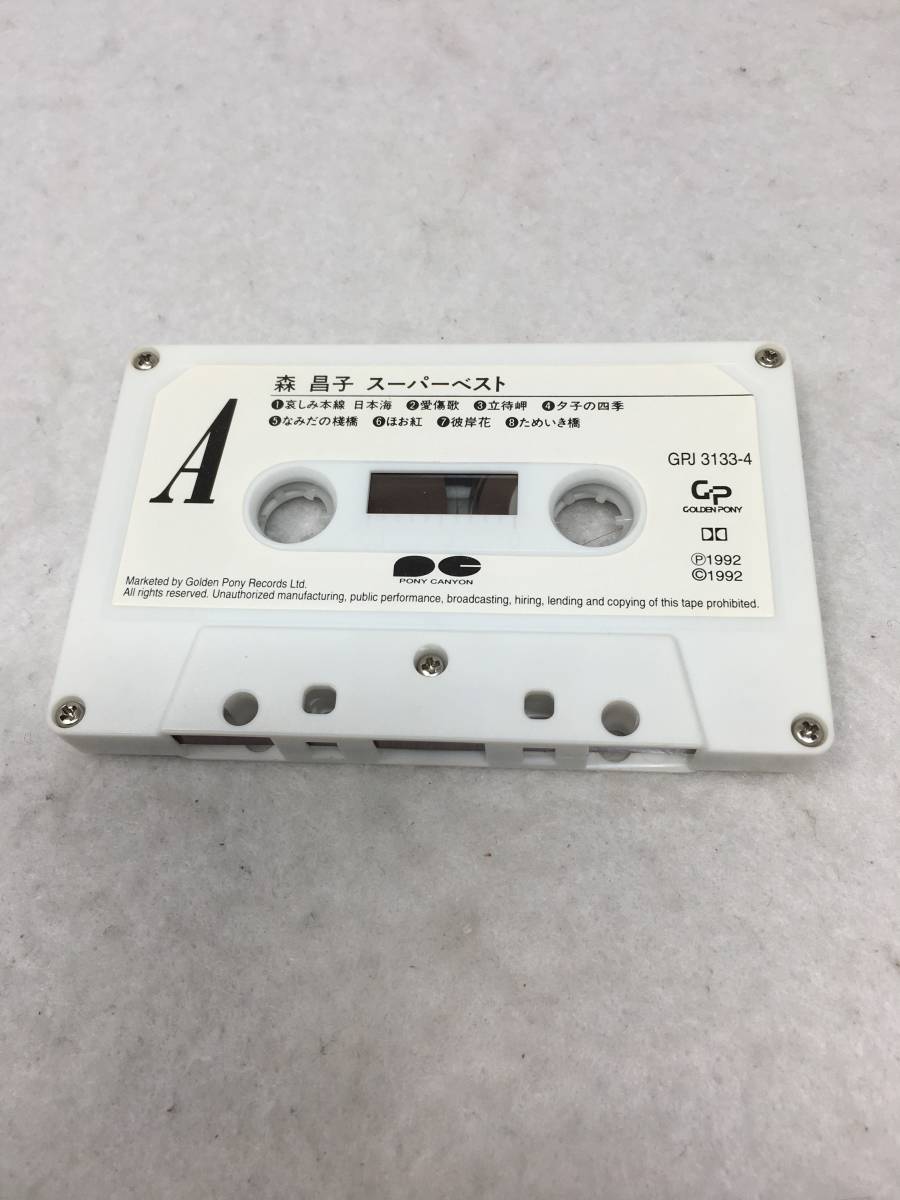 森 昌子 スーパーベスト
❶哀しみ本線 日本海 ❷愛傷歌 ❸立待岬 ❹夕子の四季
❺なみだの棧橋 ❻ほお紅 ❼彼岸花 ❽ためいき橋
A
GPJ 3133-4
GP
GOLDEN PONY
Ⓟ1992
©1992
PC
PONY CANYON
Marketed by Golden Pony Records Ltd.
All rights reserved. Unauthorized manufacturing, public performance, broadcasting, hiring, lending and copying of this tape prohibited.